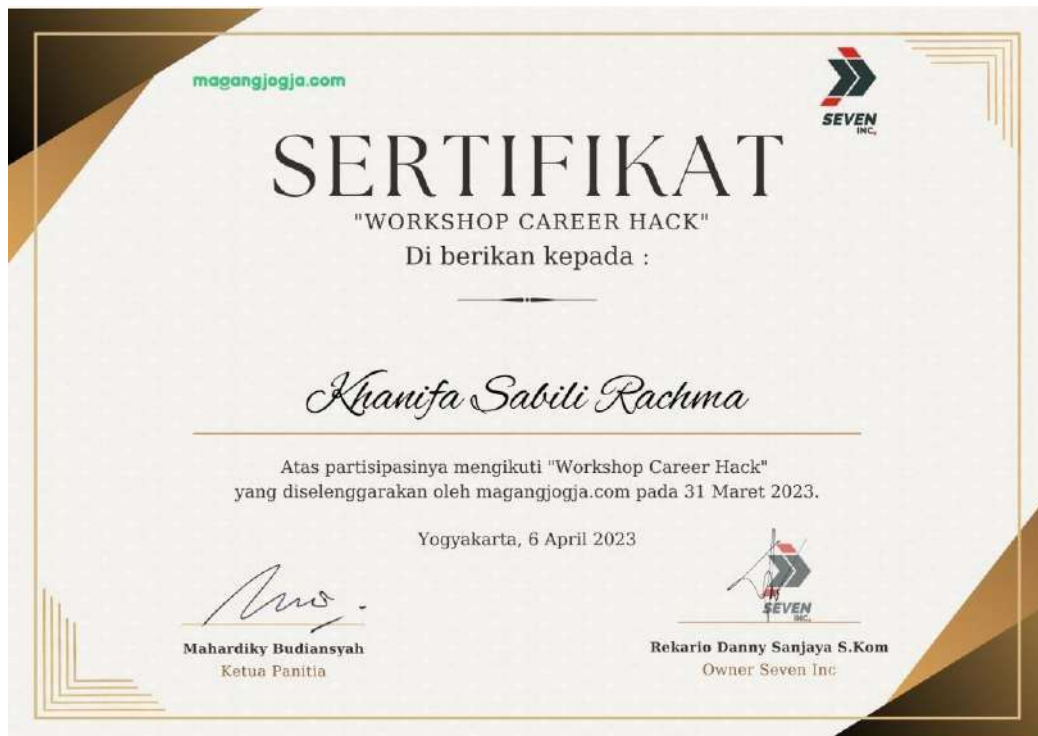 magangjogja.com
SEVEN
INC,
SERTIFIKAT
"WORKSHOP CAREER HACK"
Di berikan kepada :
Khanifa Sabili Rachma
Atas partisipasinya mengikuti "Workshop Career Hack"
yang diselenggarakan oleh magangjogja.com pada 31 Maret 2023.
Yogyakarta, 6 April 2023
SEVEN
INC,
Mahardiky Budiansyah
Ketua Panitia
Rekario Danny Sanjaya S.Kom
Owner Seven Inc